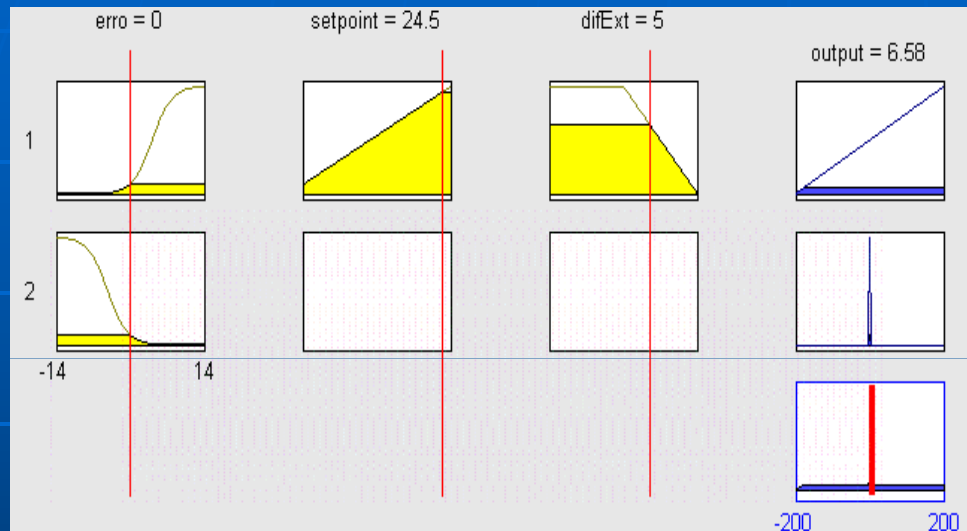 erro = 0 setpoint = 24.5 difExt = 5
output = 6.58
1
2
-14 14
-200 200